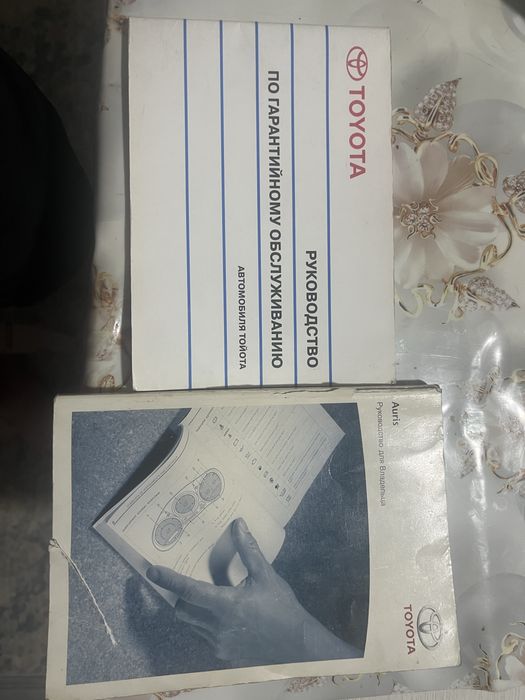 TOYOTA
РУКОВОДСТВО
ПО ГАРАНТИЙНОМУ ОБСЛУЖИВАНИЮ
АВТОМОБИЛЯ ТОЙОТА
Auris
Руководство для Владельца
TOYOTA